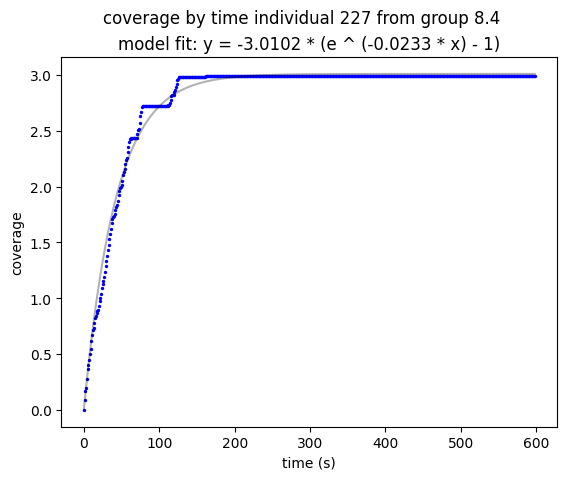 coverage by time individual 227 from group 8.4
model fit: y = -3.0102 * (e ^ (-0.0233 * x) - 1)
3.0
2.5
2.0
1.5
1.0
0.5
0.0
coverage
0 100 200 300 400 500 600
time (s)